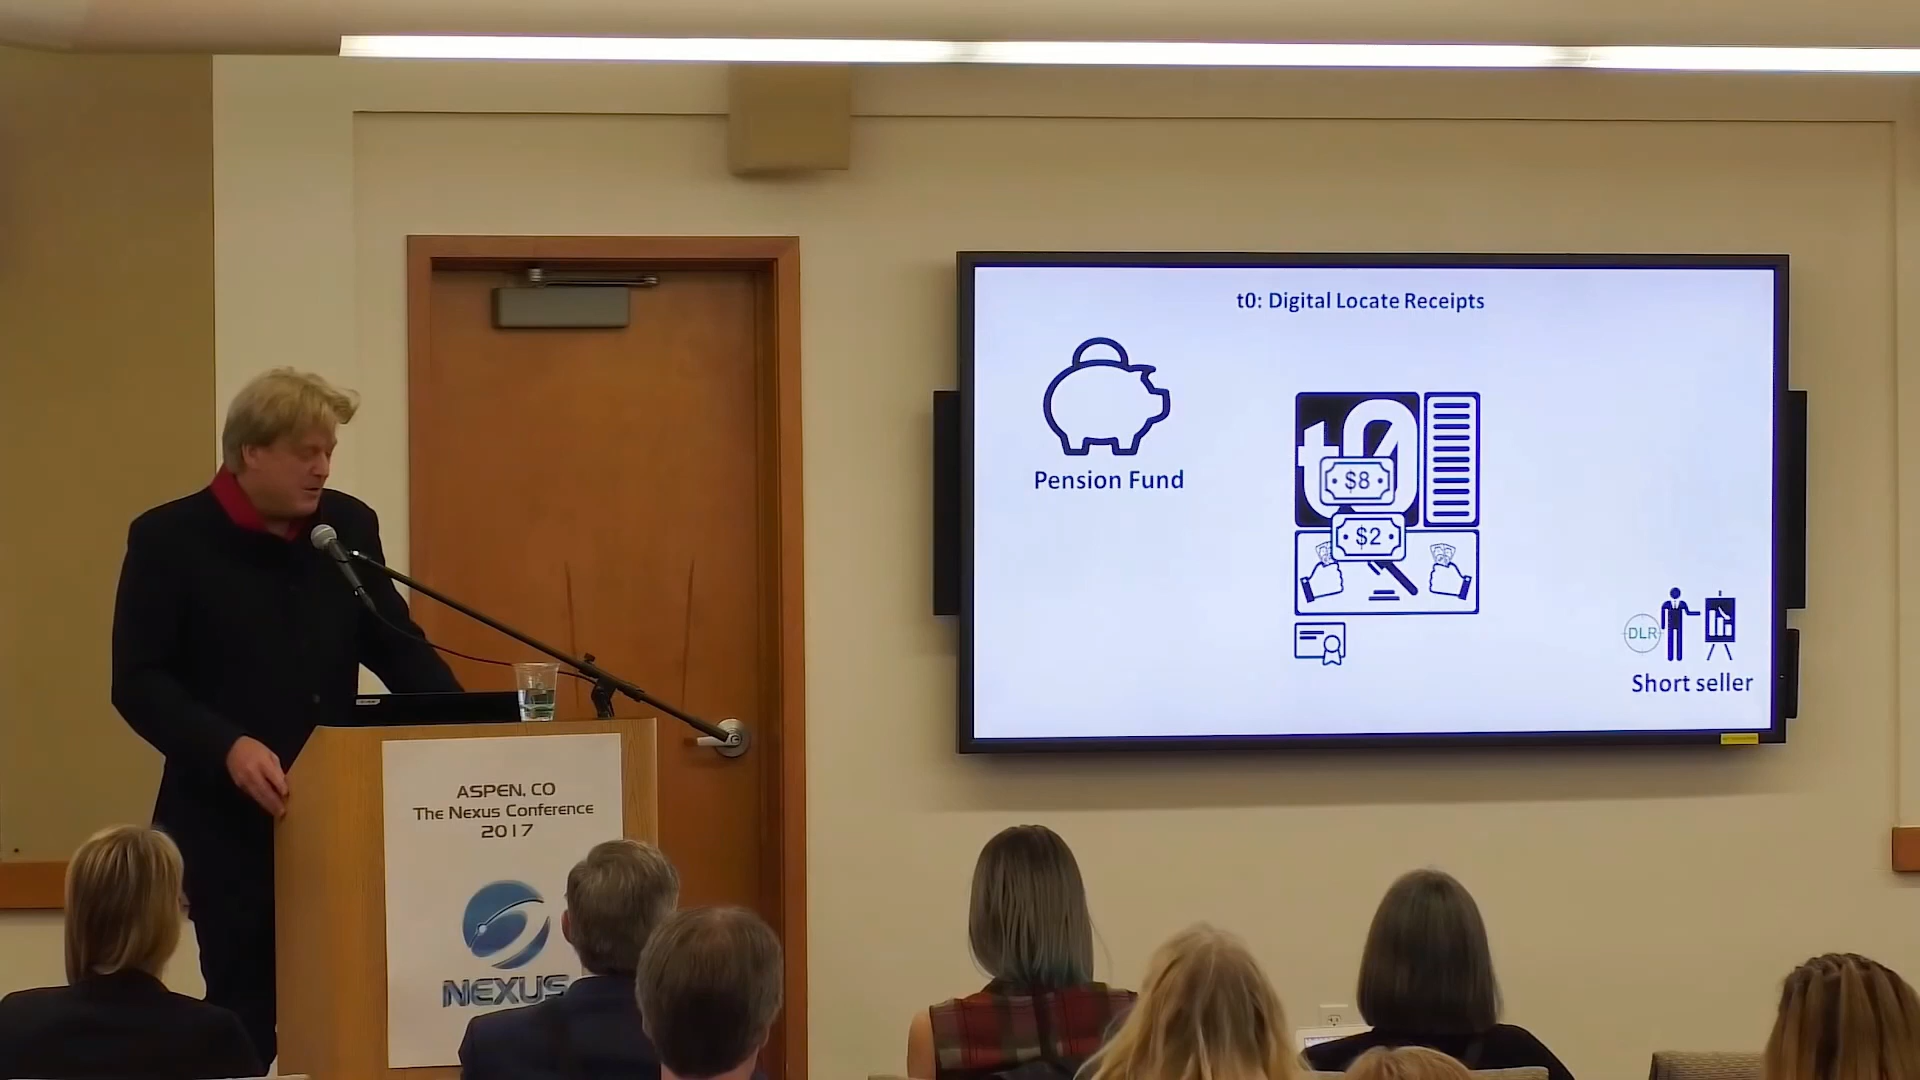 t0: Digital Locate Receipts
t0
$8
$2
Pension Fund
DLR
Short seller
ASPEN, CO
The Nexus Conference
2017
NEXUS